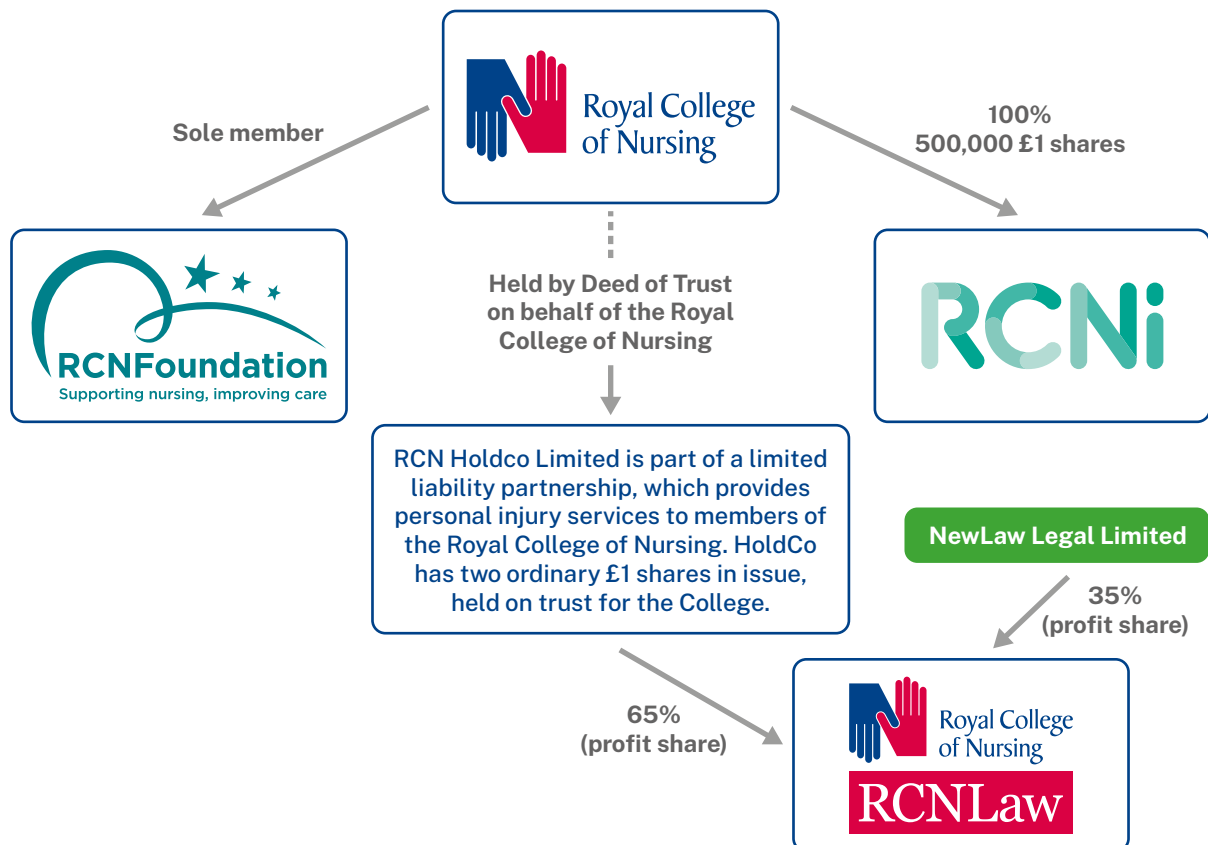 Royal College
of Nursing
Sole member
100%
500,000 £1 shares
RCNFoundation
Supporting nursing, improving care
Held by Deed of Trust
on behalf of the Royal
College of Nursing
RCNi
RCN Holdco Limited is part of a limited
liability partnership, which provides
personal injury services to members of
the Royal College of Nursing. HoldCo
has two ordinary £1 shares in issue,
held on trust for the College.
NewLaw Legal Limited
35%
(profit share)
65%
(profit share)
Royal College
of Nursing
RCNLaw